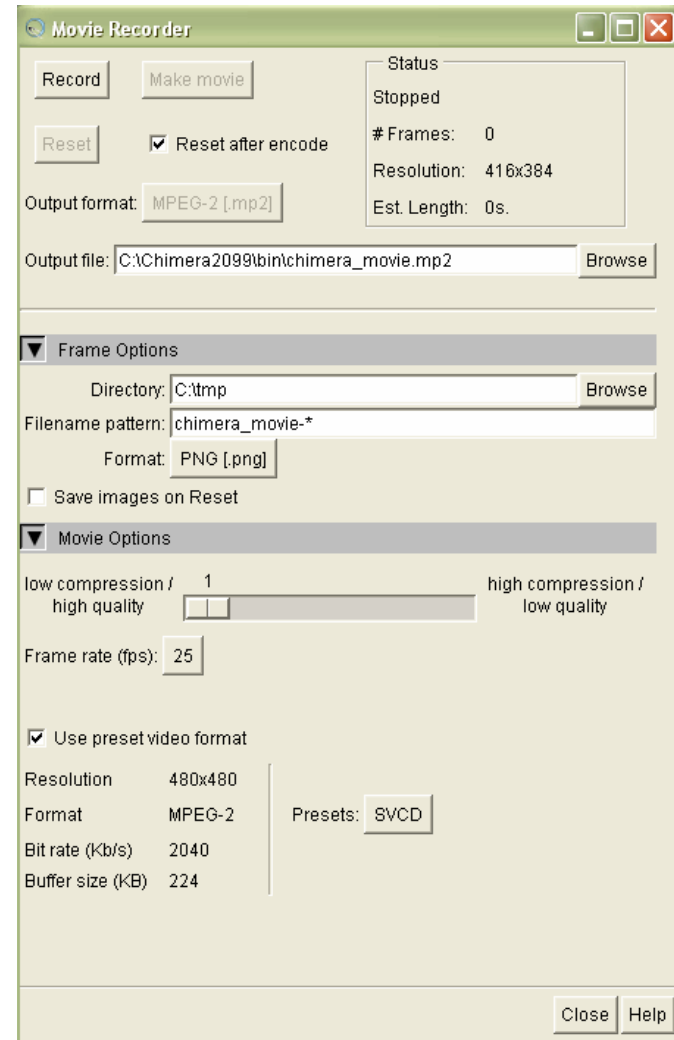 Movie Recorder
Record Make movie
Status
Stopped
Reset Reset after encode
# Frames: 0
Resolution: 416x384
Output format: MPEG-2 [.mp2]
Est. Length: 0s.
Output file: C:\Chimera2099\bin\chimera_movie.mp2 Browse
Frame Options
Directory: C:\tmp Browse
Filename pattern: chimera_movie-*
Format: PNG [.png]
Save images on Reset
Movie Options
low compression / high quality
1
high compression / low quality
Frame rate (fps): 25
Use preset video format
Resolution 480x480
Format MPEG-2 Presets: SVCD
Bit rate (Kb/s) 2040
Buffer size (KB) 224
Close Help